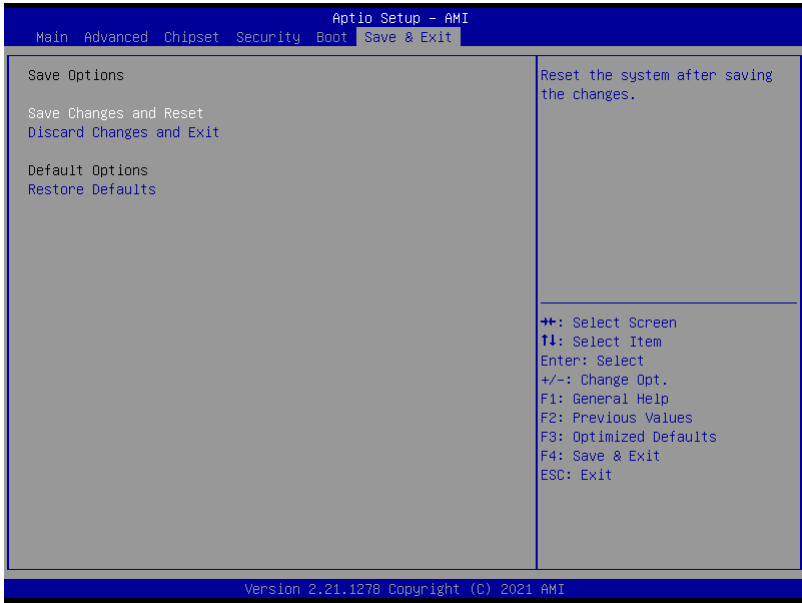 Aptio Setup – AMI
Main Advanced Chipset Security Boot Save & Exit
Save Options
Save Changes and Reset
Discard Changes and Exit
Default Options
Restore Defaults
Reset the system after saving
the changes.
→←: Select Screen
↑↓: Select Item
Enter: Select
+/-: Change Opt.
F1: General Help
F2: Previous Values
F3: Optimized Defaults
F4: Save & Exit
ESC: Exit
Version 2.21.1278 Copyright (C) 2021 AMI